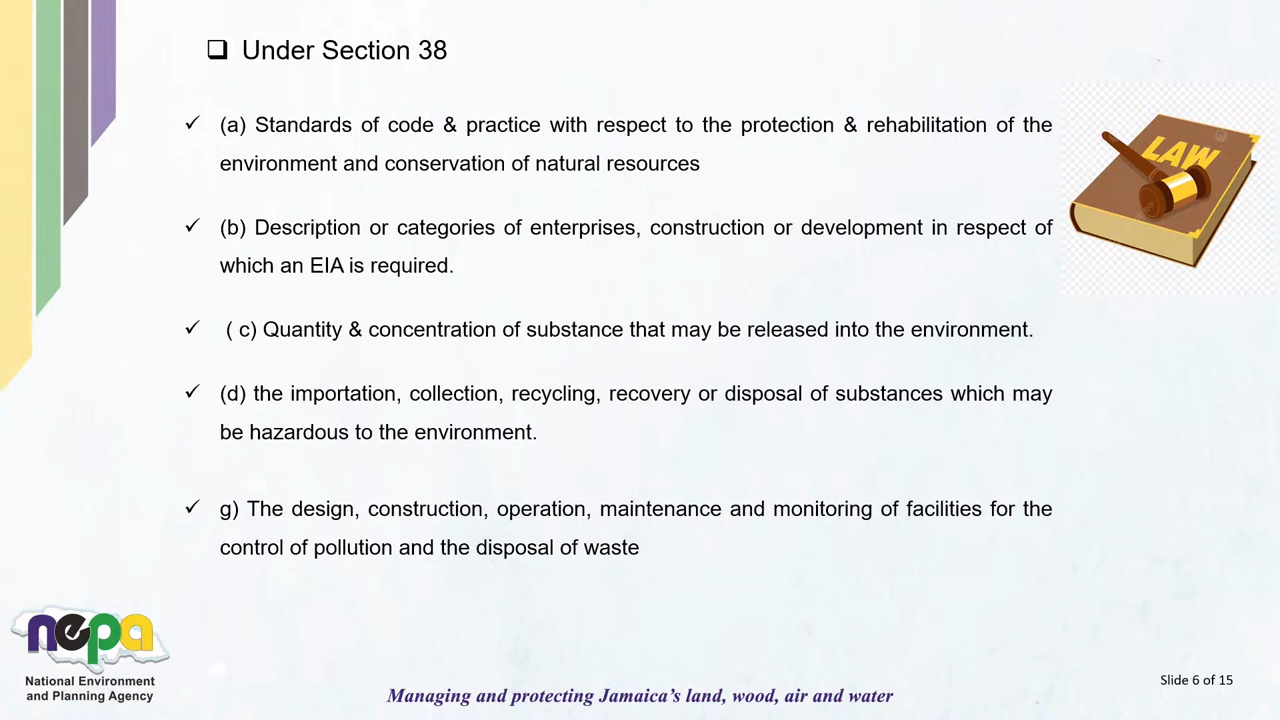 Under Section 38
(a) Standards of code & practice with respect to the protection & rehabilitation of the
environment and conservation of natural resources
LAW
(b) Description or categories of enterprises, construction or development in respect of
which an EIA is required.
( c) Quantity & concentration of substance that may be released into the environment.
(d) the importation, collection, recycling, recovery or disposal of substances which may
be hazardous to the environment.
g) The design, construction, operation, maintenance and monitoring of facilities for the
control of pollution and the disposal of waste
nepa
National Environment
and Planning Agency
Managing and protecting Jamaica's land, wood, air and water
Slide 6 of 15